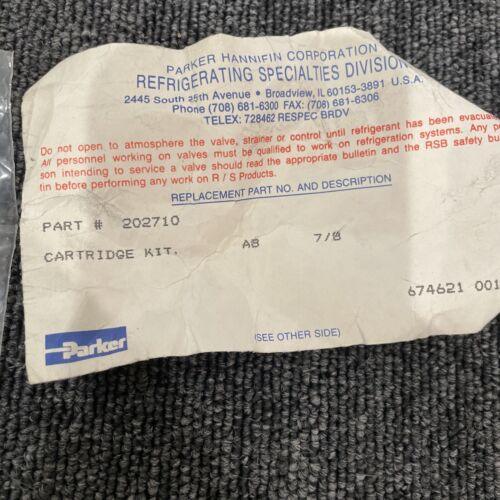 PARKER HANNIFIN CORPORATION
REFRIGERATING SPECIALTIES DIVISION
2445 South 25th Avenue • Broadview, IL 60153-3891 U.S.A.
Phone (708) 681-6300 FAX: (708) 681-6306
TELEX: 728462 RESPEC BRDV
Do not open to atmosphere the valve, strainer or control until refrigerant has been evacua
All personnel working on valves must be qualified to work on refrigeration systems. Any pe
son intending to service a valve should read the appropriate bulletin and the RSB safety bu
tin before performing any work on R / S Products.
REPLACEMENT PART NO. AND DESCRIPTION
PART # 202710
CARTRIDGE KIT, A8 7/8
674621 001
Parker
(SEE OTHER SIDE)